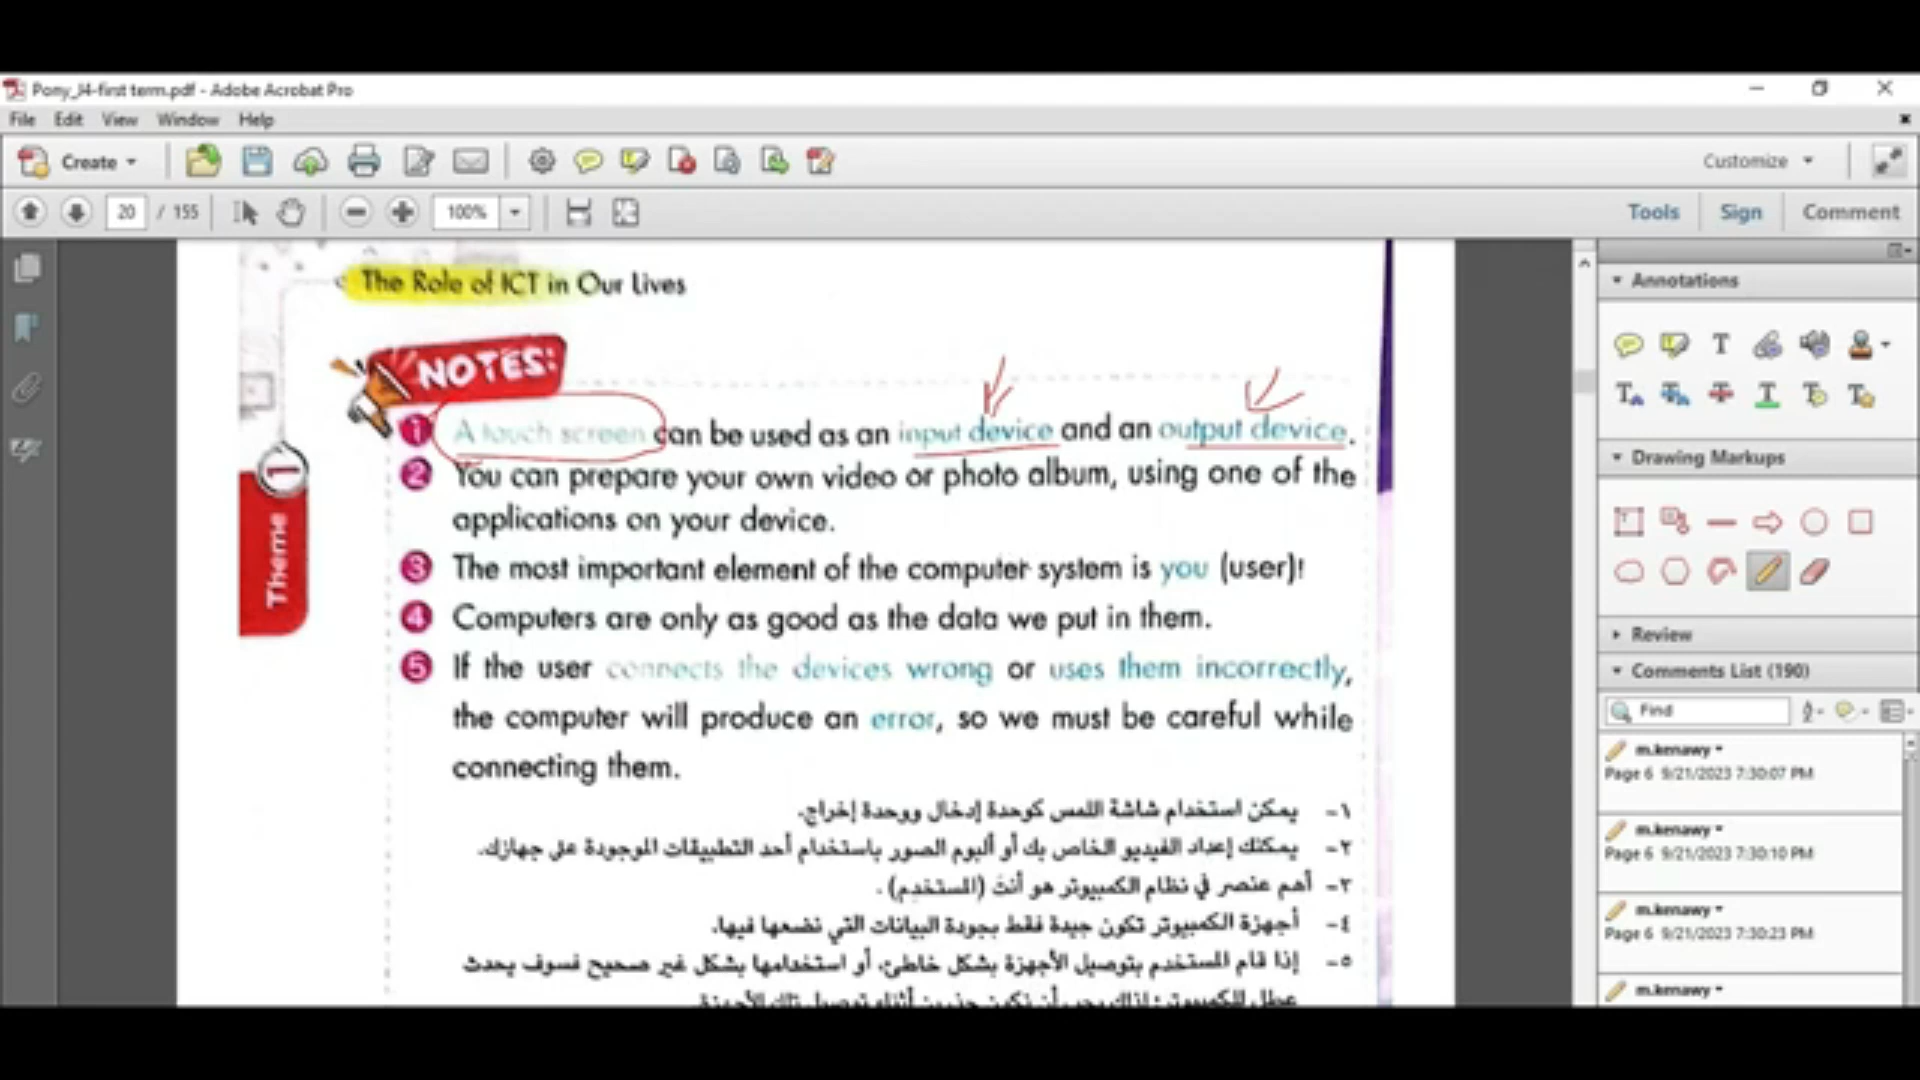 Pony_J4-first term.pdf - Adobe Acrobat Pro
File Edit View Window Help
Create
Customize
20 / 155
100%
Tools Sign Comment
The Role of ICT in Our Lives
NOTES:
1 A touch screen can be used as an input device and an output device.
2 You can prepare your own video or photo album, using one of the
applications on your device.
3 The most important element of the computer system is you (user)!
4 Computers are only as good as the data we put in them.
5 If the user connects the devices wrong or uses them incorrectly,
the computer will produce an error, so we must be careful while
connecting them.
١- يمكن استخدام شاشة اللمس كوحدة إدخال ووحدة إخراج.
٢- يمكنك إعداد الفيديو الخاص بك أو ألبوم الصور باستخدام أحد التطبيقات الموجودة على جهازك.
٣- أهم عنصر في نظام الكمبيوتر هو أنت (المستخدم) .
٤- أجهزة الكمبيوتر تكون جيدة فقط بجودة البيانات التي نضعها فيها.
٥- إذا قام المستخدم بتوصيل الأجهزة بشكل خاطئ، أو استخدامها بشكل غير صحيح فسوف يحدث
عطل للكمبيوتر؛ لذلك يجب أن نكون حذرين أثناء توصيل تلك الأجهزة.
Theme
1
Annotations
Drawing Markups
Review
Comments List (190)
Find
m.kenawy
Page 6 9/21/2023 7:30:07 PM
m.kenawy
Page 6 9/21/2023 7:30:10 PM
m.kenawy
Page 6 9/21/2023 7:30:23 PM
m.kenawy